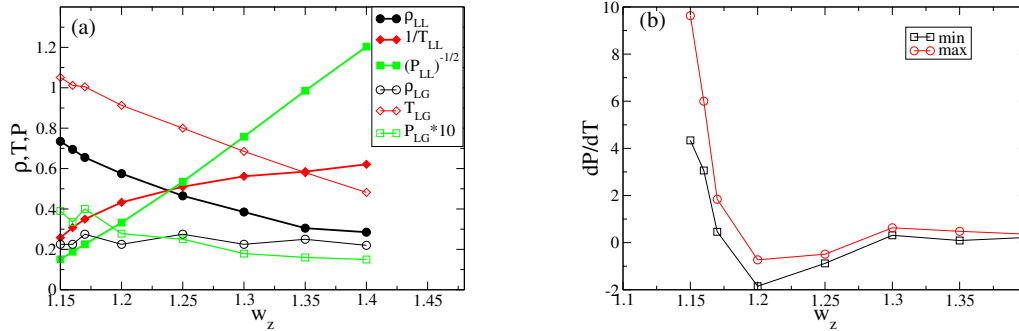 (a)
ρ_LL
1/T_LL
(P_LL)^-1/2
ρ_LG
T_LG
P_LG*10
1.2
1
0.8
0.6
0.4
0.2
0
ρ,T,P
1.15
1.2
1.25
1.3
1.35
1.4
1.45
w_z
(b)
min
max
10
8
6
4
2
0
-2
dP/dT
1.1
1.15
1.2
1.25
1.3
1.35
w_z